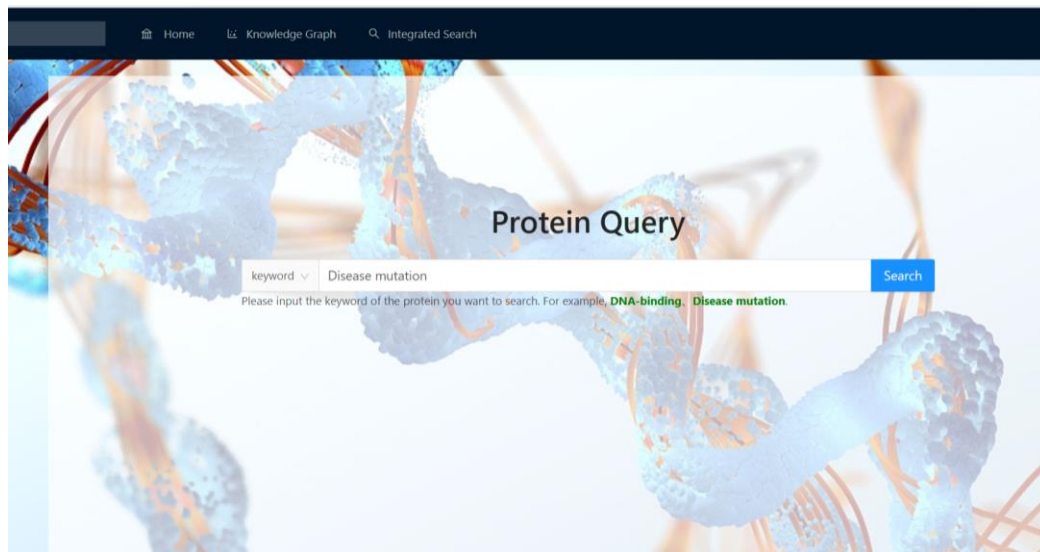 Home Knowledge Graph Integrated Search
Protein Query
keyword Disease mutation Search
Please input the keyword of the protein you want to search. For example, DNA-binding、Disease mutation.